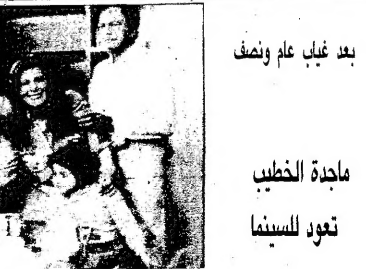 بعد غياب عام ونصف
ماجدة الخطيب
تعود للسينما